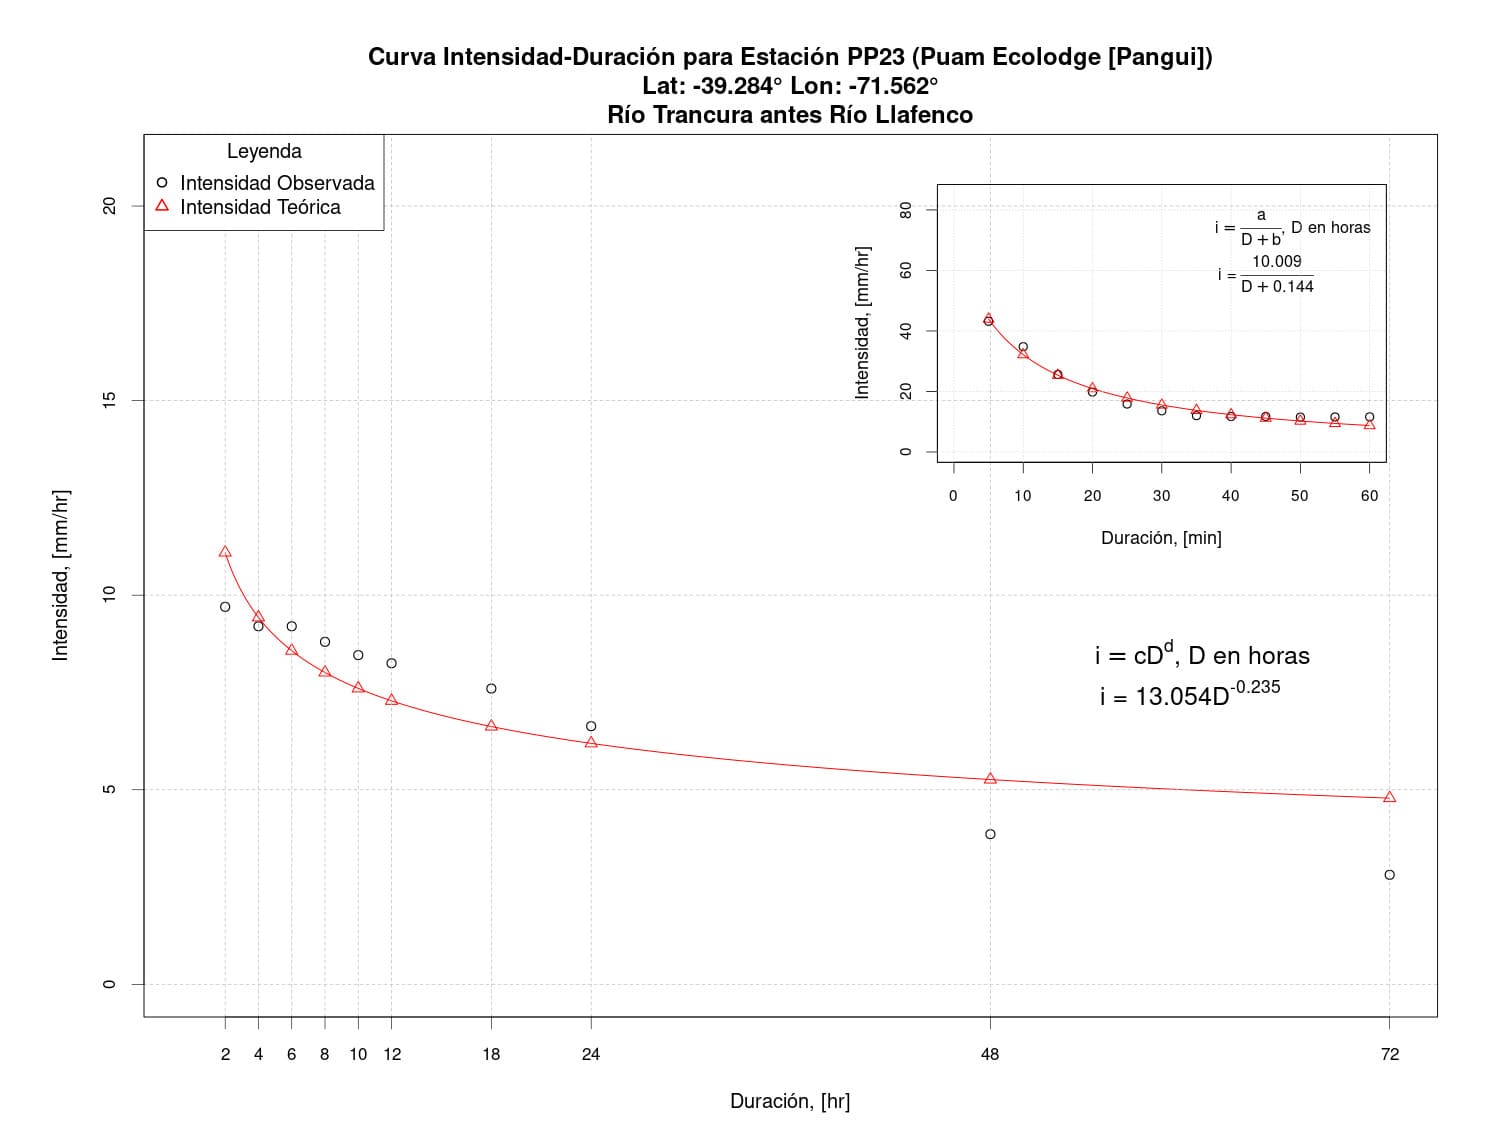 Curva Intensidad-Duración para Estación PP23 (Puam Ecolodge [Pangui])
Lat: -39.284° Lon: -71.562°
Río Trancura antes Río Llafenco
Leyenda
Intensidad Observada
Intensidad Teórica
Intensidad, [mm/hr]
20
15
10
5
0
2 4 6 8 10 12 18 24 48 72
Duración, [hr]
Intensidad, [mm/hr]
80
60
40
20
0
0 10 20 30 40 50 60
Duración, [min]
i = a / (D + b), D en horas
i = 10.009 / (D + 0.144)
i = cD^d, D en horas
i = 13.054D^-0.235